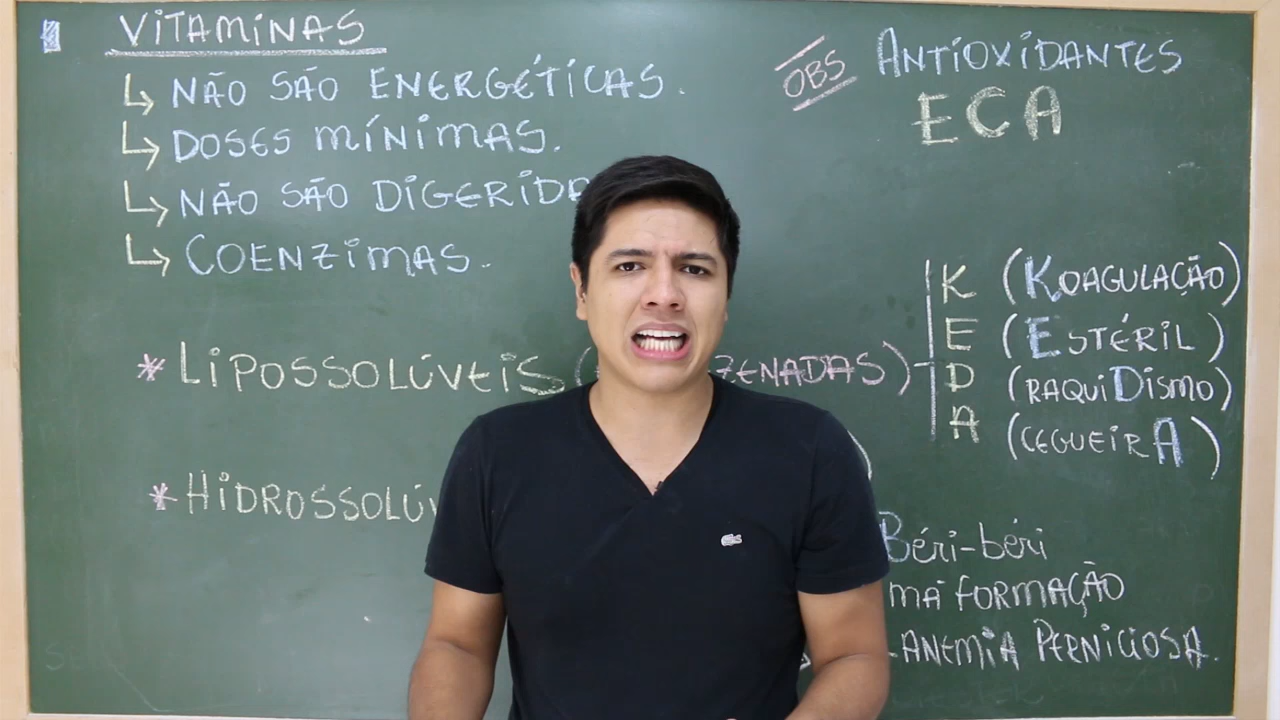 VITAMINAS
↳ NÃO SÃO ENERGÉTICAS.
↳ DOSES MÍNIMAS.
↳ NÃO SÃO DIGERIDA
↳ COENZIMAS.
OBS ANTIOXIDANTES
ECA
* LIPOSSOLÚVEIS ( ZENADAS)
K (KOAGULAÇÃO)
E (ESTÉRIL)
D (RAQUIDISMO)
A (CEGUEIRA)
* HIDROSSOLÚV
Béri-béri
MÁ FORMAÇÃO
ANEMIA PERNICIOSA.